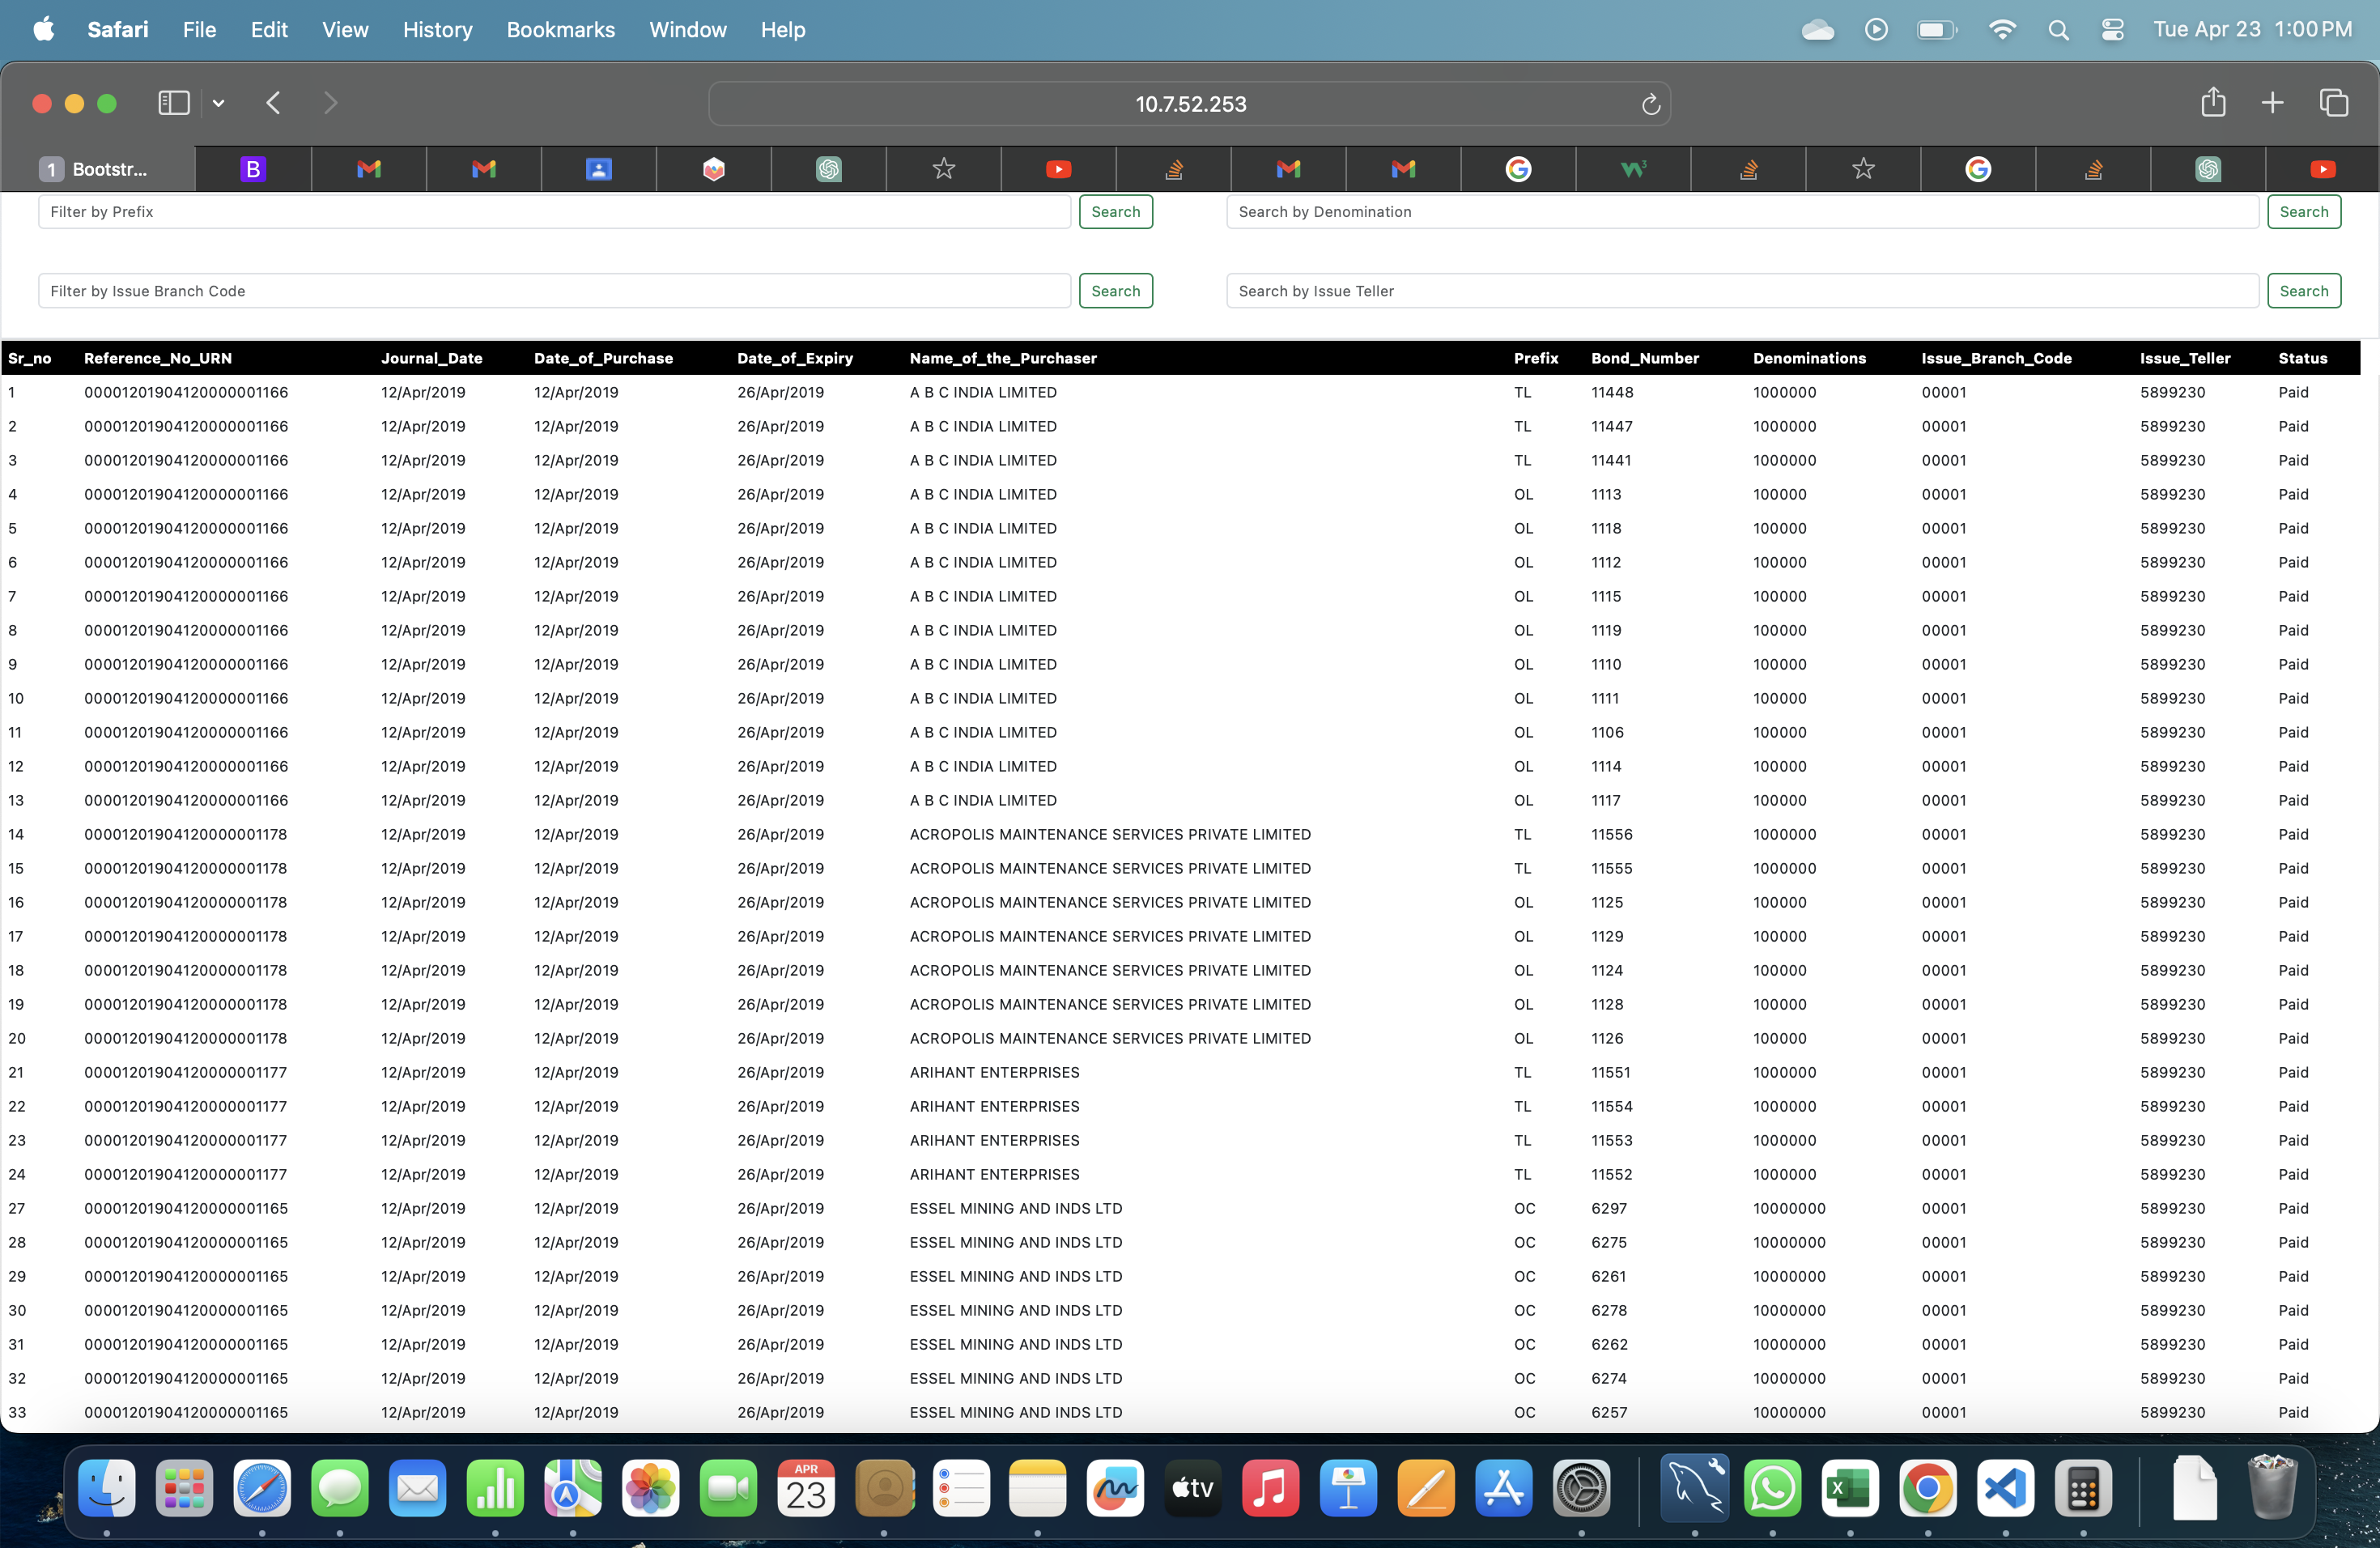 Safari File Edit View History Bookmarks Window Help Tue Apr 23 1:00 PM
10.7.52.253
1 Bootstr... B
Filter by Prefix Search Search by Denomination Search
Filter by Issue Branch Code Search Search by Issue Teller Search
Sr_no Reference_No_URN Journal_Date Date_of_Purchase Date_of_Expiry Name_of_the_Purchaser Prefix Bond_Number Denominations Issue_Branch_Code Issue_Teller Status
1 00001201904120000001166 12/Apr/2019 12/Apr/2019 26/Apr/2019 A B C INDIA LIMITED TL 11448 1000000 00001 5899230 Paid
2 00001201904120000001166 12/Apr/2019 12/Apr/2019 26/Apr/2019 A B C INDIA LIMITED TL 11447 1000000 00001 5899230 Paid
3 00001201904120000001166 12/Apr/2019 12/Apr/2019 26/Apr/2019 A B C INDIA LIMITED TL 11441 1000000 00001 5899230 Paid
4 00001201904120000001166 12/Apr/2019 12/Apr/2019 26/Apr/2019 A B C INDIA LIMITED OL 1113 100000 00001 5899230 Paid
5 00001201904120000001166 12/Apr/2019 12/Apr/2019 26/Apr/2019 A B C INDIA LIMITED OL 1118 100000 00001 5899230 Paid
6 00001201904120000001166 12/Apr/2019 12/Apr/2019 26/Apr/2019 A B C INDIA LIMITED OL 1112 100000 00001 5899230 Paid
7 00001201904120000001166 12/Apr/2019 12/Apr/2019 26/Apr/2019 A B C INDIA LIMITED OL 1115 100000 00001 5899230 Paid
8 00001201904120000001166 12/Apr/2019 12/Apr/2019 26/Apr/2019 A B C INDIA LIMITED OL 1119 100000 00001 5899230 Paid
9 00001201904120000001166 12/Apr/2019 12/Apr/2019 26/Apr/2019 A B C INDIA LIMITED OL 1110 100000 00001 5899230 Paid
10 00001201904120000001166 12/Apr/2019 12/Apr/2019 26/Apr/2019 A B C INDIA LIMITED OL 1111 100000 00001 5899230 Paid
11 00001201904120000001166 12/Apr/2019 12/Apr/2019 26/Apr/2019 A B C INDIA LIMITED OL 1106 100000 00001 5899230 Paid
12 00001201904120000001166 12/Apr/2019 12/Apr/2019 26/Apr/2019 A B C INDIA LIMITED OL 1114 100000 00001 5899230 Paid
13 00001201904120000001166 12/Apr/2019 12/Apr/2019 26/Apr/2019 A B C INDIA LIMITED OL 1117 100000 00001 5899230 Paid
14 00001201904120000001178 12/Apr/2019 12/Apr/2019 26/Apr/2019 ACROPOLIS MAINTENANCE SERVICES PRIVATE LIMITED TL 11556 1000000 00001 5899230 Paid
15 00001201904120000001178 12/Apr/2019 12/Apr/2019 26/Apr/2019 ACROPOLIS MAINTENANCE SERVICES PRIVATE LIMITED TL 11555 1000000 00001 5899230 Paid
16 00001201904120000001178 12/Apr/2019 12/Apr/2019 26/Apr/2019 ACROPOLIS MAINTENANCE SERVICES PRIVATE LIMITED OL 1125 100000 00001 5899230 Paid
17 00001201904120000001178 12/Apr/2019 12/Apr/2019 26/Apr/2019 ACROPOLIS MAINTENANCE SERVICES PRIVATE LIMITED OL 1129 100000 00001 5899230 Paid
18 00001201904120000001178 12/Apr/2019 12/Apr/2019 26/Apr/2019 ACROPOLIS MAINTENANCE SERVICES PRIVATE LIMITED OL 1124 100000 00001 5899230 Paid
19 00001201904120000001178 12/Apr/2019 12/Apr/2019 26/Apr/2019 ACROPOLIS MAINTENANCE SERVICES PRIVATE LIMITED OL 1128 100000 00001 5899230 Paid
20 00001201904120000001178 12/Apr/2019 12/Apr/2019 26/Apr/2019 ACROPOLIS MAINTENANCE SERVICES PRIVATE LIMITED OL 1126 100000 00001 5899230 Paid
21 00001201904120000001177 12/Apr/2019 12/Apr/2019 26/Apr/2019 ARIHANT ENTERPRISES TL 11551 1000000 00001 5899230 Paid
22 00001201904120000001177 12/Apr/2019 12/Apr/2019 26/Apr/2019 ARIHANT ENTERPRISES TL 11554 1000000 00001 5899230 Paid
23 00001201904120000001177 12/Apr/2019 12/Apr/2019 26/Apr/2019 ARIHANT ENTERPRISES TL 11553 1000000 00001 5899230 Paid
24 00001201904120000001177 12/Apr/2019 12/Apr/2019 26/Apr/2019 ARIHANT ENTERPRISES TL 11552 1000000 00001 5899230 Paid
27 00001201904120000001165 12/Apr/2019 12/Apr/2019 26/Apr/2019 ESSEL MINING AND INDS LTD OC 6297 10000000 00001 5899230 Paid
28 00001201904120000001165 12/Apr/2019 12/Apr/2019 26/Apr/2019 ESSEL MINING AND INDS LTD OC 6275 10000000 00001 5899230 Paid
29 00001201904120000001165 12/Apr/2019 12/Apr/2019 26/Apr/2019 ESSEL MINING AND INDS LTD OC 6261 10000000 00001 5899230 Paid
30 00001201904120000001165 12/Apr/2019 12/Apr/2019 26/Apr/2019 ESSEL MINING AND INDS LTD OC 6278 10000000 00001 5899230 Paid
31 00001201904120000001165 12/Apr/2019 12/Apr/2019 26/Apr/2019 ESSEL MINING AND INDS LTD OC 6262 10000000 00001 5899230 Paid
32 00001201904120000001165 12/Apr/2019 12/Apr/2019 26/Apr/2019 ESSEL MINING AND INDS LTD OC 6274 10000000 00001 5899230 Paid
33 00001201904120000001165 12/Apr/2019 12/Apr/2019 26/Apr/2019 ESSEL MINING AND INDS LTD OC 6257 10000000 00001 5899230 Paid
APR
23
tv